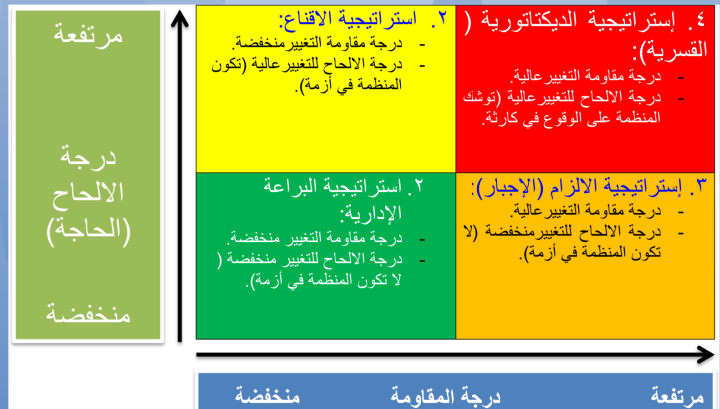 ٤. إستراتيجية الديكتاتورية (
القسرية):
- درجة مقاومة التغييرعالية.
- درجة الالحاح للتغييرعالية (توشك
المنظمة على الوقوع في كارثة.
٢. استراتيجية الاقناع:
- درجة مقاومة التغييرمنخفضة.
- درجة الالحاح للتغييرعالية (تكون
المنظمة في أزمة).
مرتفعة
درجة
الالحاح
(الحاجة)
منخفضة
٣. إستراتيجية الالزام (الإجبار):
- درجة مقاومة التغييرعالية.
- درجة الالحاح للتغييرمنخفضة (لا
تكون المنظمة في أزمة).
٢. استراتيجية البراعة
الإدارية:
- درجة مقاومة التغيير منخفضة.
- درجة الالحاح للتغيير منخفضة (
لا تكون المنظمة في أزمة).
مرتفعة درجة المقاومة منخفضة